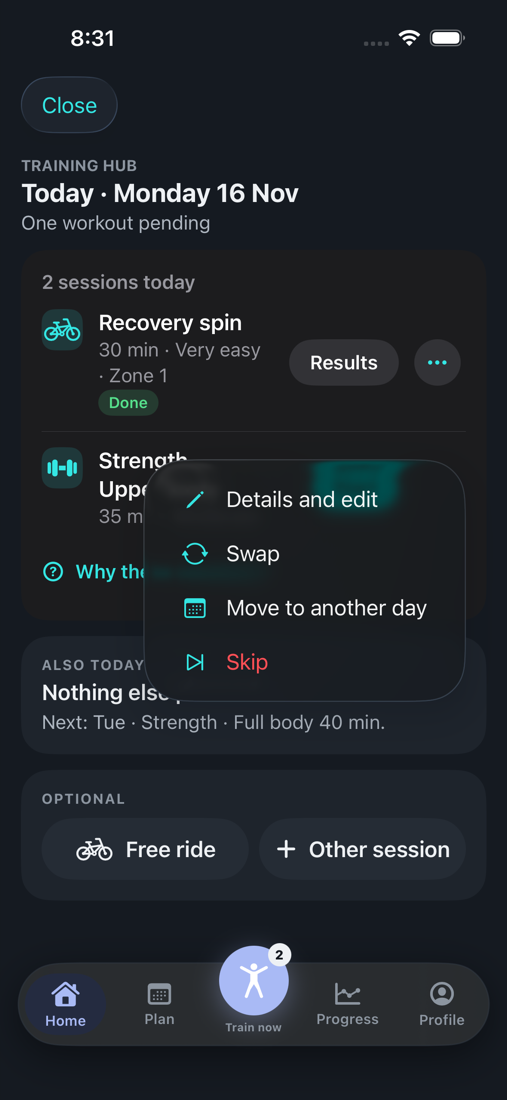 8:31
Close
TRAINING HUB
Today · Monday 16 Nov
One workout pending
2 sessions today
Recovery spin
30 min · Very easy
· Zone 1
Done
Results
Strength
35 m
Why
Details and edit
Swap
Move to another day
Skip
ALSO TODAY
Nothing else
Next: Tue · Strength · Full body 40 min.
OPTIONAL
Free ride
Other session
2
Home
Plan
Train now
Progress
Profile